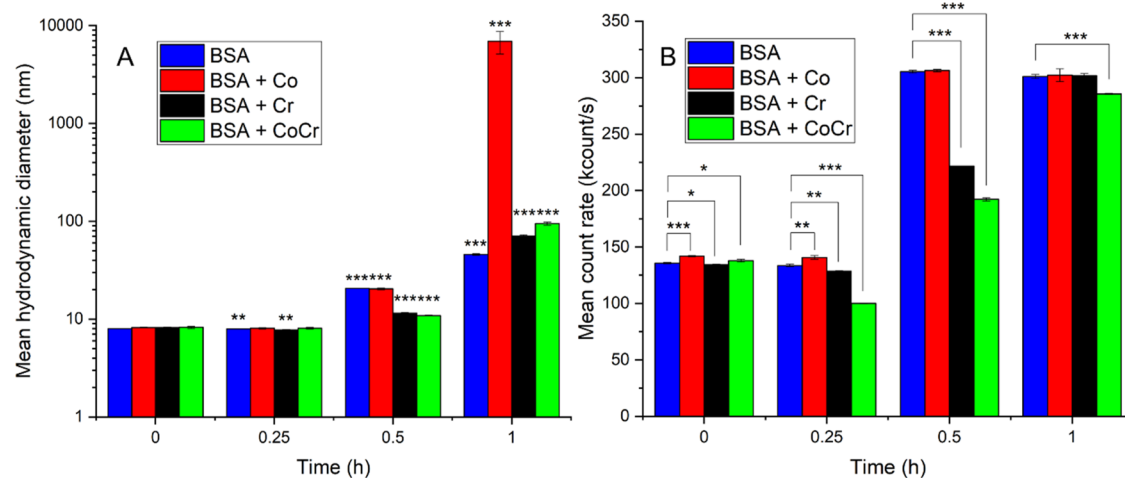 A
BSA
BSA + Co
BSA + Cr
BSA + CoCr
Mean hydrodynamic diameter (nm)
10000
1000
100
10
1
***
***
******
******
******
**
**
0
0.25
0.5
1
Time (h)
B
BSA
BSA + Co
BSA + Cr
BSA + CoCr
Mean count rate (kcount/s)
350
300
250
200
150
100
50
0
***
***
***
*
*
***
***
**
**
0
0.25
0.5
1
Time (h)